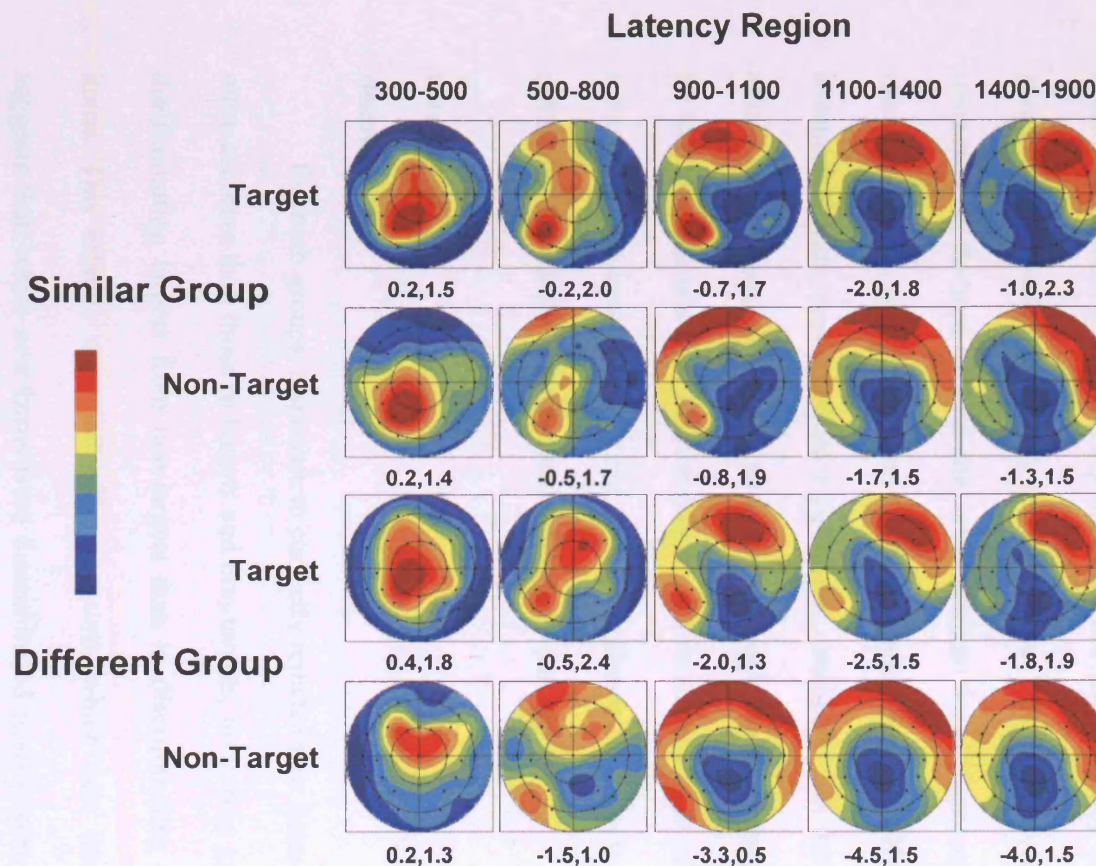 Latency Region
300-500 500-800 900-1100 1100-1400 1400-1900
Target
Similar Group
0.2,1.5 -0.2,2.0 -0.7,1.7 -2.0,1.8 -1.0,2.3
Non-Target
0.2,1.4 -0.5,1.7 -0.8,1.9 -1.7,1.5 -1.3,1.5
Target
Different Group
0.4,1.8 -0.5,2.4 -2.0,1.3 -2.5,1.5 -1.8,1.9
Non-Target
0.2,1.3 -1.5,1.0 -3.3,0.5 -4.5,1.5 -4.0,1.5